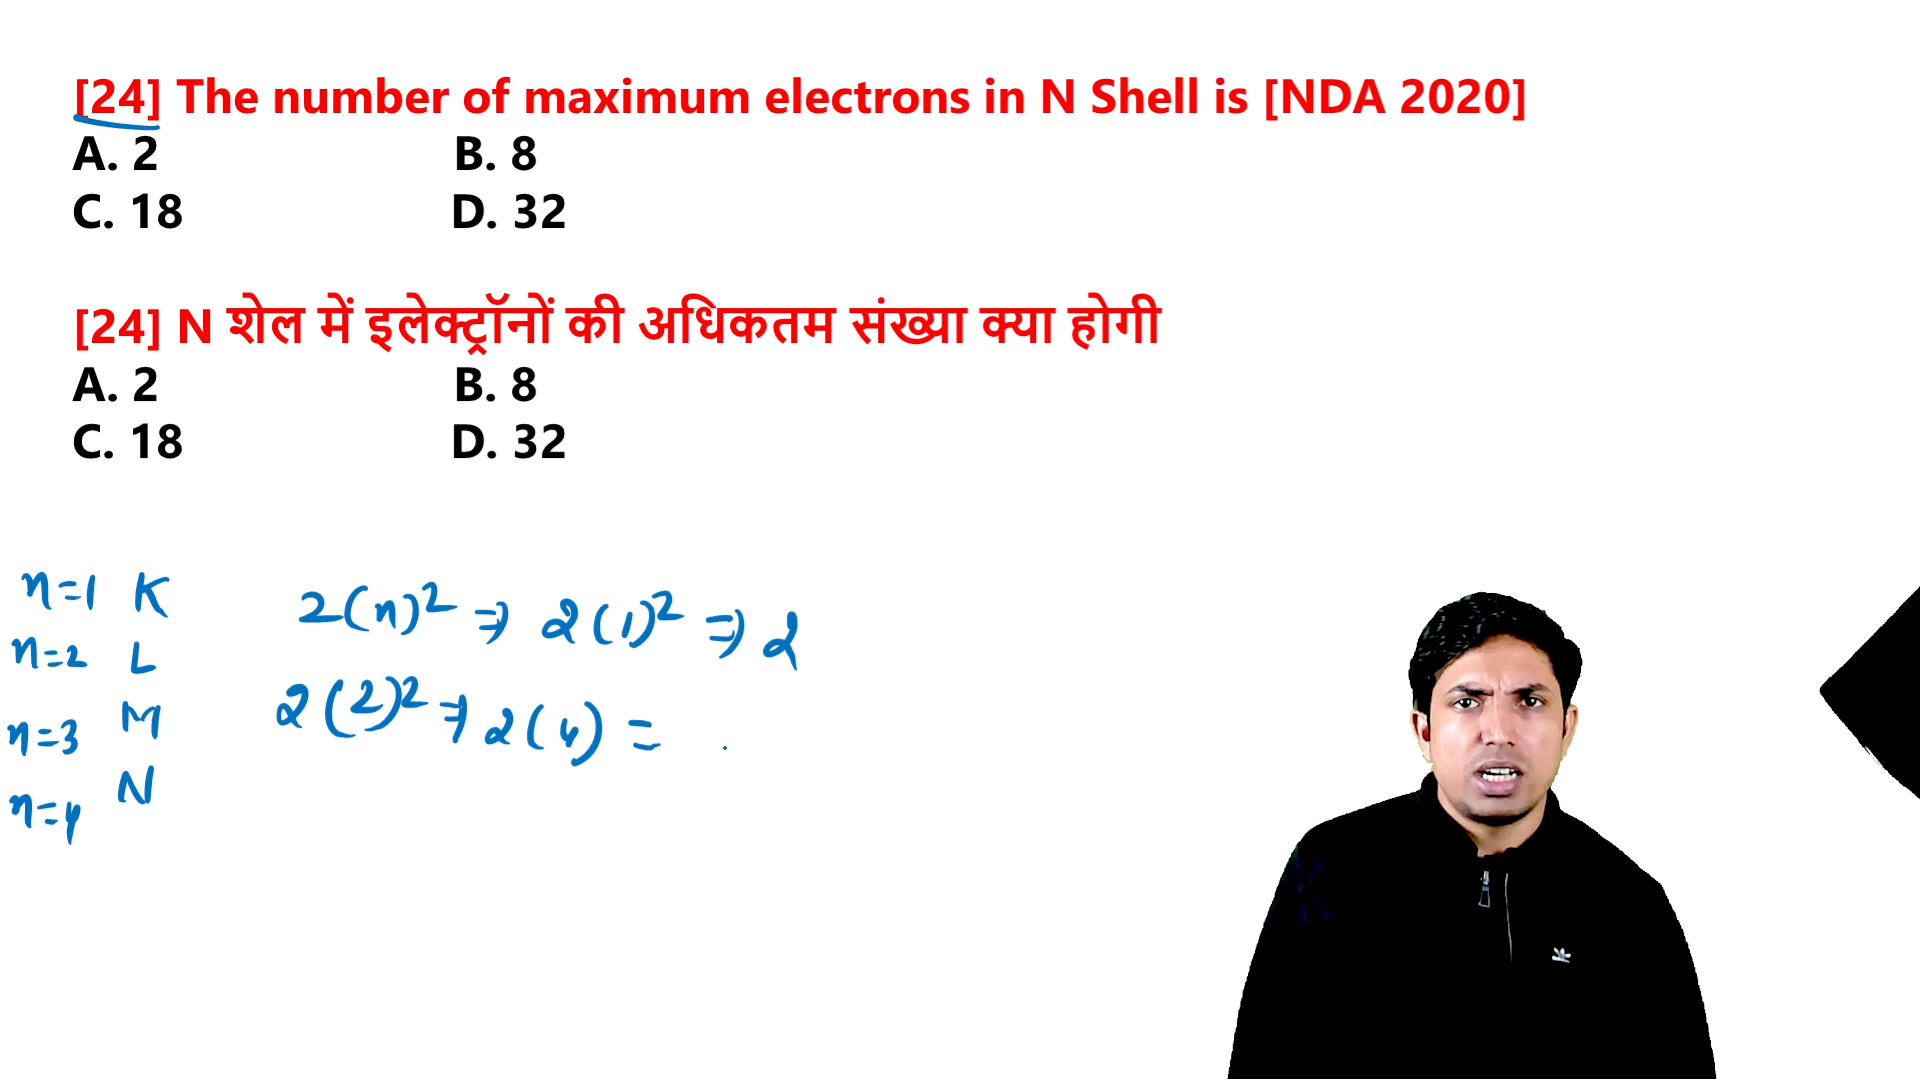 [24] The number of maximum electrons in N Shell is [NDA 2020]
A. 2 B. 8
C. 18 D. 32
[24] N शेल में इलेक्ट्रॉनों की अधिकतम संख्या क्या होगी
A. 2 B. 8
C. 18 D. 32
n=1 K 2(n)² ⇒ 2(1)² ⇒ 2
n=2 L 2(2)² ⇒ 2(4) =
n=3 M
n=4 N